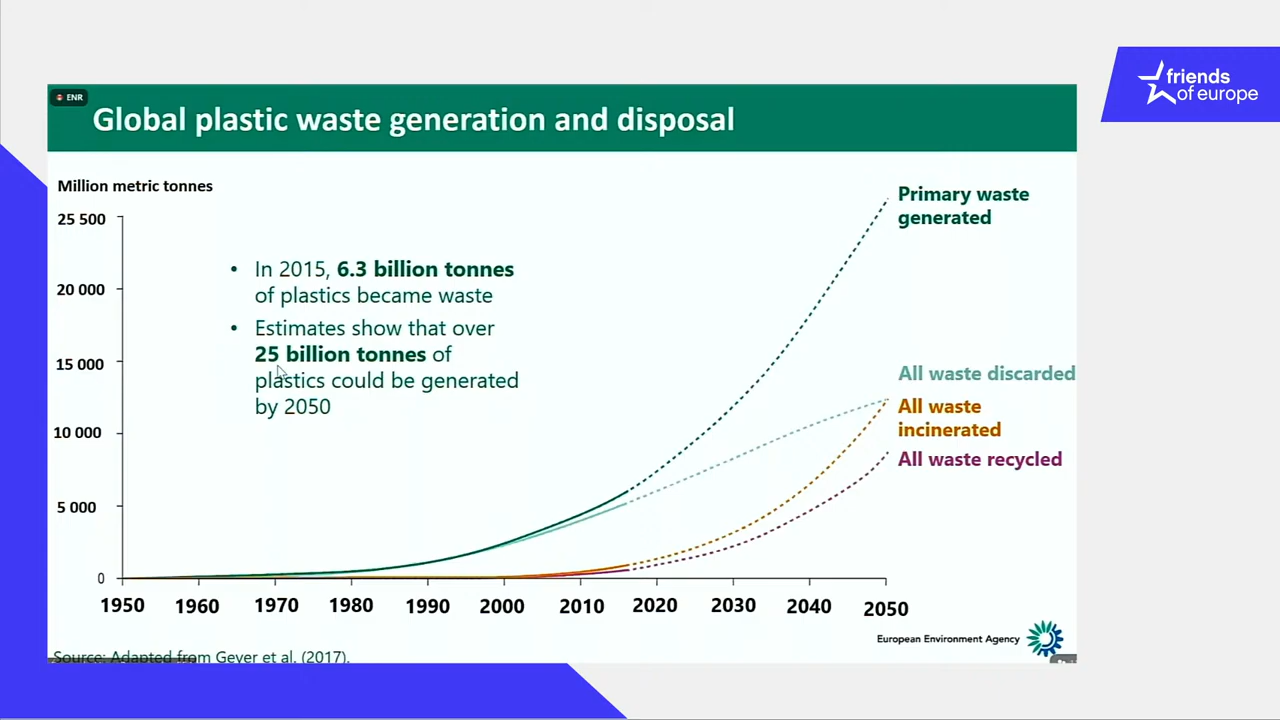 friends
of europe
ENR
Global plastic waste generation and disposal
Million metric tonnes
25 500
20 000
15 000
10 000
5 000
0
• In 2015, 6.3 billion tonnes
of plastics became waste
• Estimates show that over
25 billion tonnes of
plastics could be generated
by 2050
Primary waste
generated
All waste discarded
All waste
incinerated
All waste recycled
1950 1960 1970 1980 1990 2000 2010 2020 2030 2040 2050
European Environment Agency
Source: Adapted from Geyer et al. (2017).